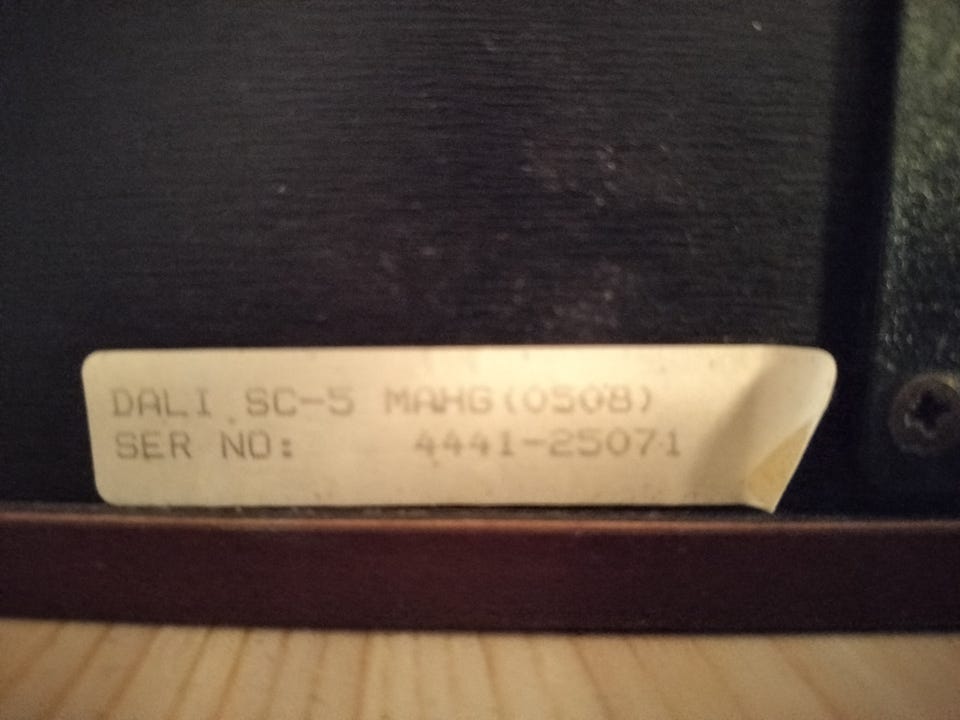 DALI SC-5 MAHG(0508)
SER NO: 4441-25071